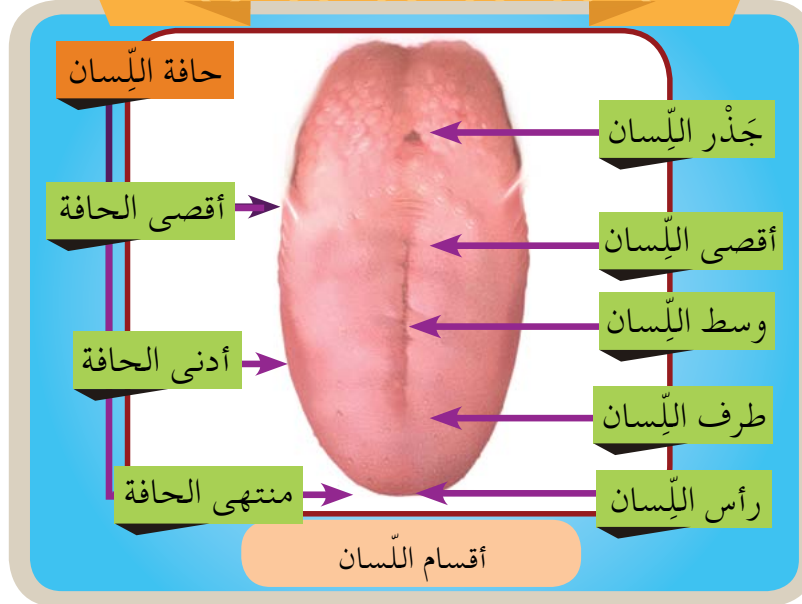 حافة اللِّسان
جَذْر اللِّسان
أقصى الحافة
أقصى اللِّسان
وسط اللِّسان
أدنى الحافة
طرف اللِّسان
منتهى الحافة
رأس اللِّسان
أقسام اللّسان